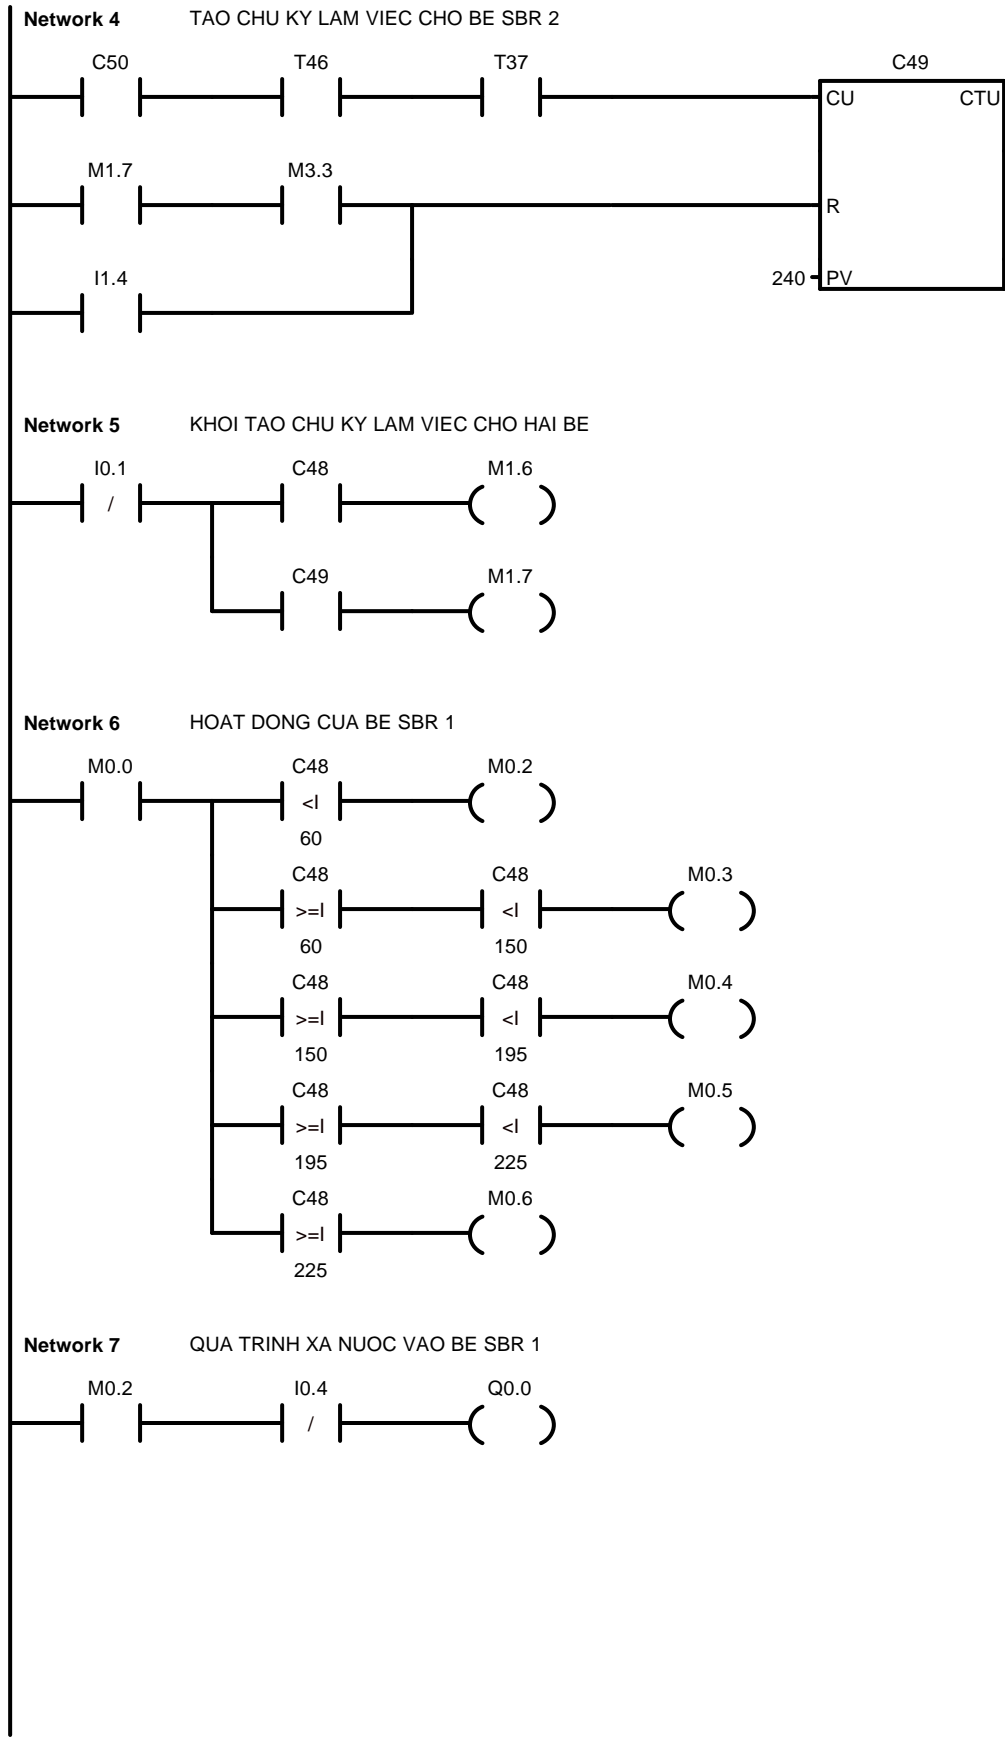 Network 4 TAO CHU KY LAM VIEC CHO BE SBR 2
C50 T46 T37 C49
CU CTU
M1.7 M3.3
R
I1.4
240 PV
Network 5 KHOI TAO CHU KY LAM VIEC CHO HAI BE
I0.1 C48 M1.6
/
C49 M1.7
Network 6 HOAT DONG CUA BE SBR 1
M0.0 C48 M0.2
<I
60
C48 C48 M0.3
>=I <I
60 150
C48 C48 M0.4
>=I <I
150 195
C48 C48 M0.5
>=I <I
195 225
C48 M0.6
>=I
225
Network 7 QUA TRINH XA NUOC VAO BE SBR 1
M0.2 I0.4 Q0.0
/